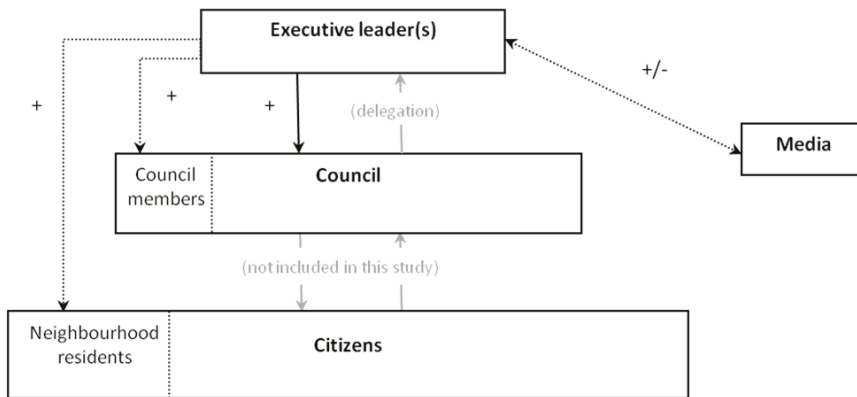 Executive leader(s)
+/-
+
+
+
(delegation)
Media
Council
members
Council
(not included in this study)
Neighbourhood
residents
Citizens